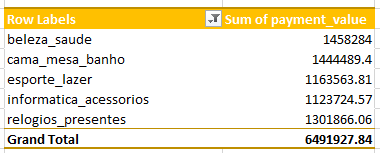 Row Labels Sum of payment_value
beleza_saude 1458284
cama_mesa_banho 1444489.4
esporte_lazer 1163563.81
informatica_acessorios 1123724.57
relogios_presentes 1301866.06
Grand Total 6491927.84